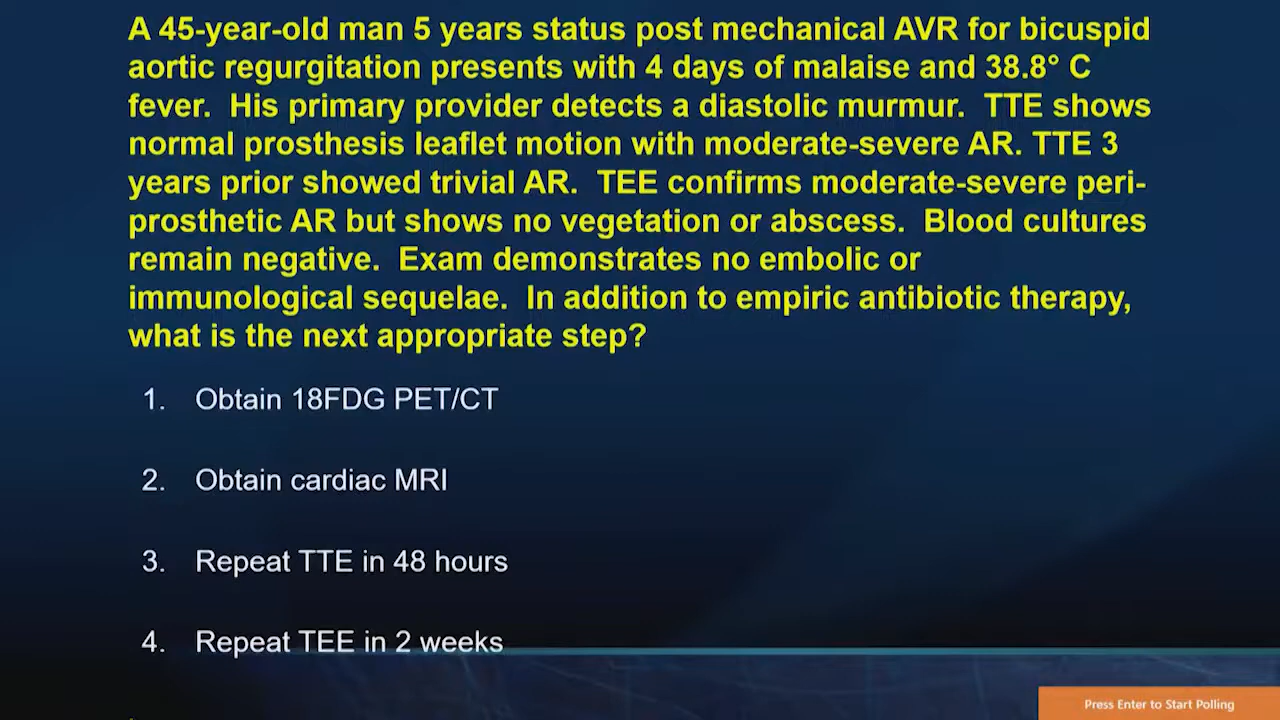 A 45-year-old man 5 years status post mechanical AVR for bicuspid
aortic regurgitation presents with 4 days of malaise and 38.8° C
fever.  His primary provider detects a diastolic murmur.  TTE shows
normal prosthesis leaflet motion with moderate-severe AR. TTE 3
years prior showed trivial AR.  TEE confirms moderate-severe peri-
prosthetic AR but shows no vegetation or abscess.  Blood cultures
remain negative.  Exam demonstrates no embolic or
immunological sequelae.  In addition to empiric antibiotic therapy,
what is the next appropriate step?
1. Obtain 18FDG PET/CT
2. Obtain cardiac MRI
3. Repeat TTE in 48 hours
4. Repeat TEE in 2 weeks
Press Enter to Start Polling